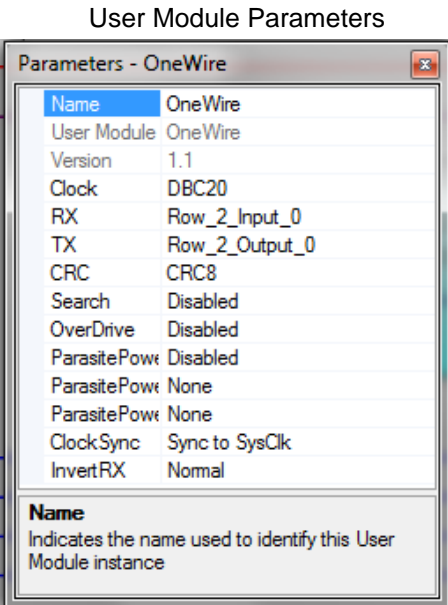 User Module Parameters
Parameters - OneWire
Name OneWire
User Module OneWire
Version 1.1
Clock DBC20
RX Row_2_Input_0
TX Row_2_Output_0
CRC CRC8
Search Disabled
OverDrive Disabled
ParasitePowe Disabled
ParasitePowe None
ParasitePowe None
ClockSync Sync to SysClk
InvertRX Normal
Name
Indicates the name used to identify this User
Module instance